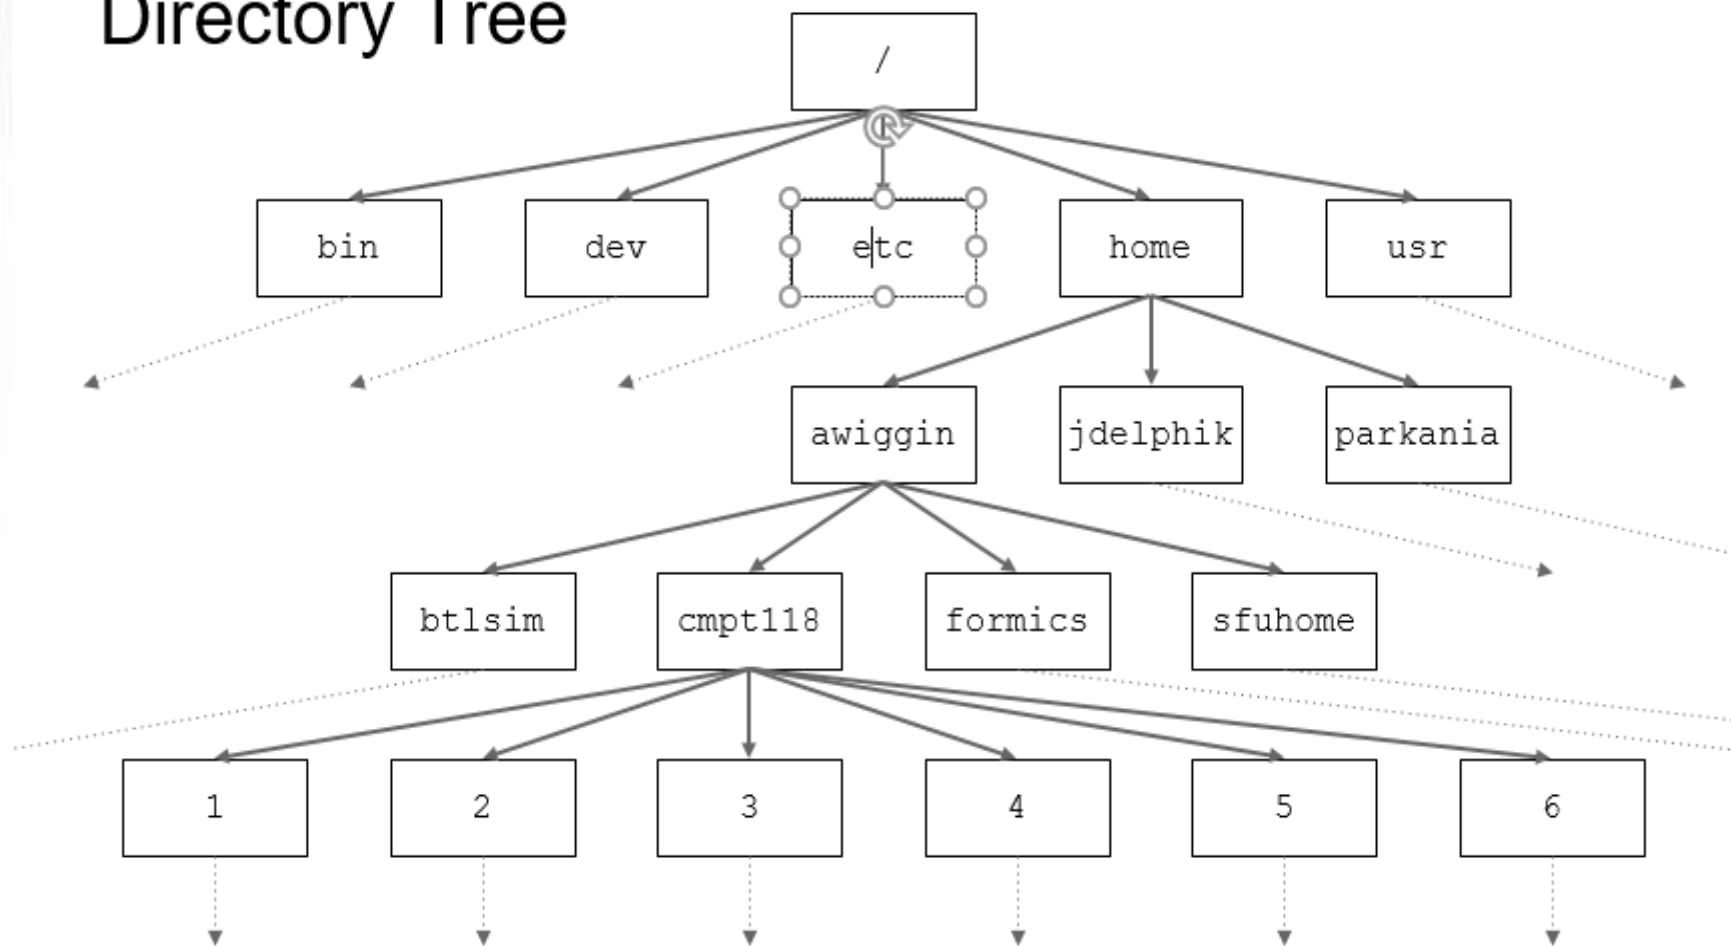 Directory Tree
/
bin dev etc home usr
awiggin jdelphik parkania
btlsim cmpt118 formics sfuhome
1 2 3 4 5 6